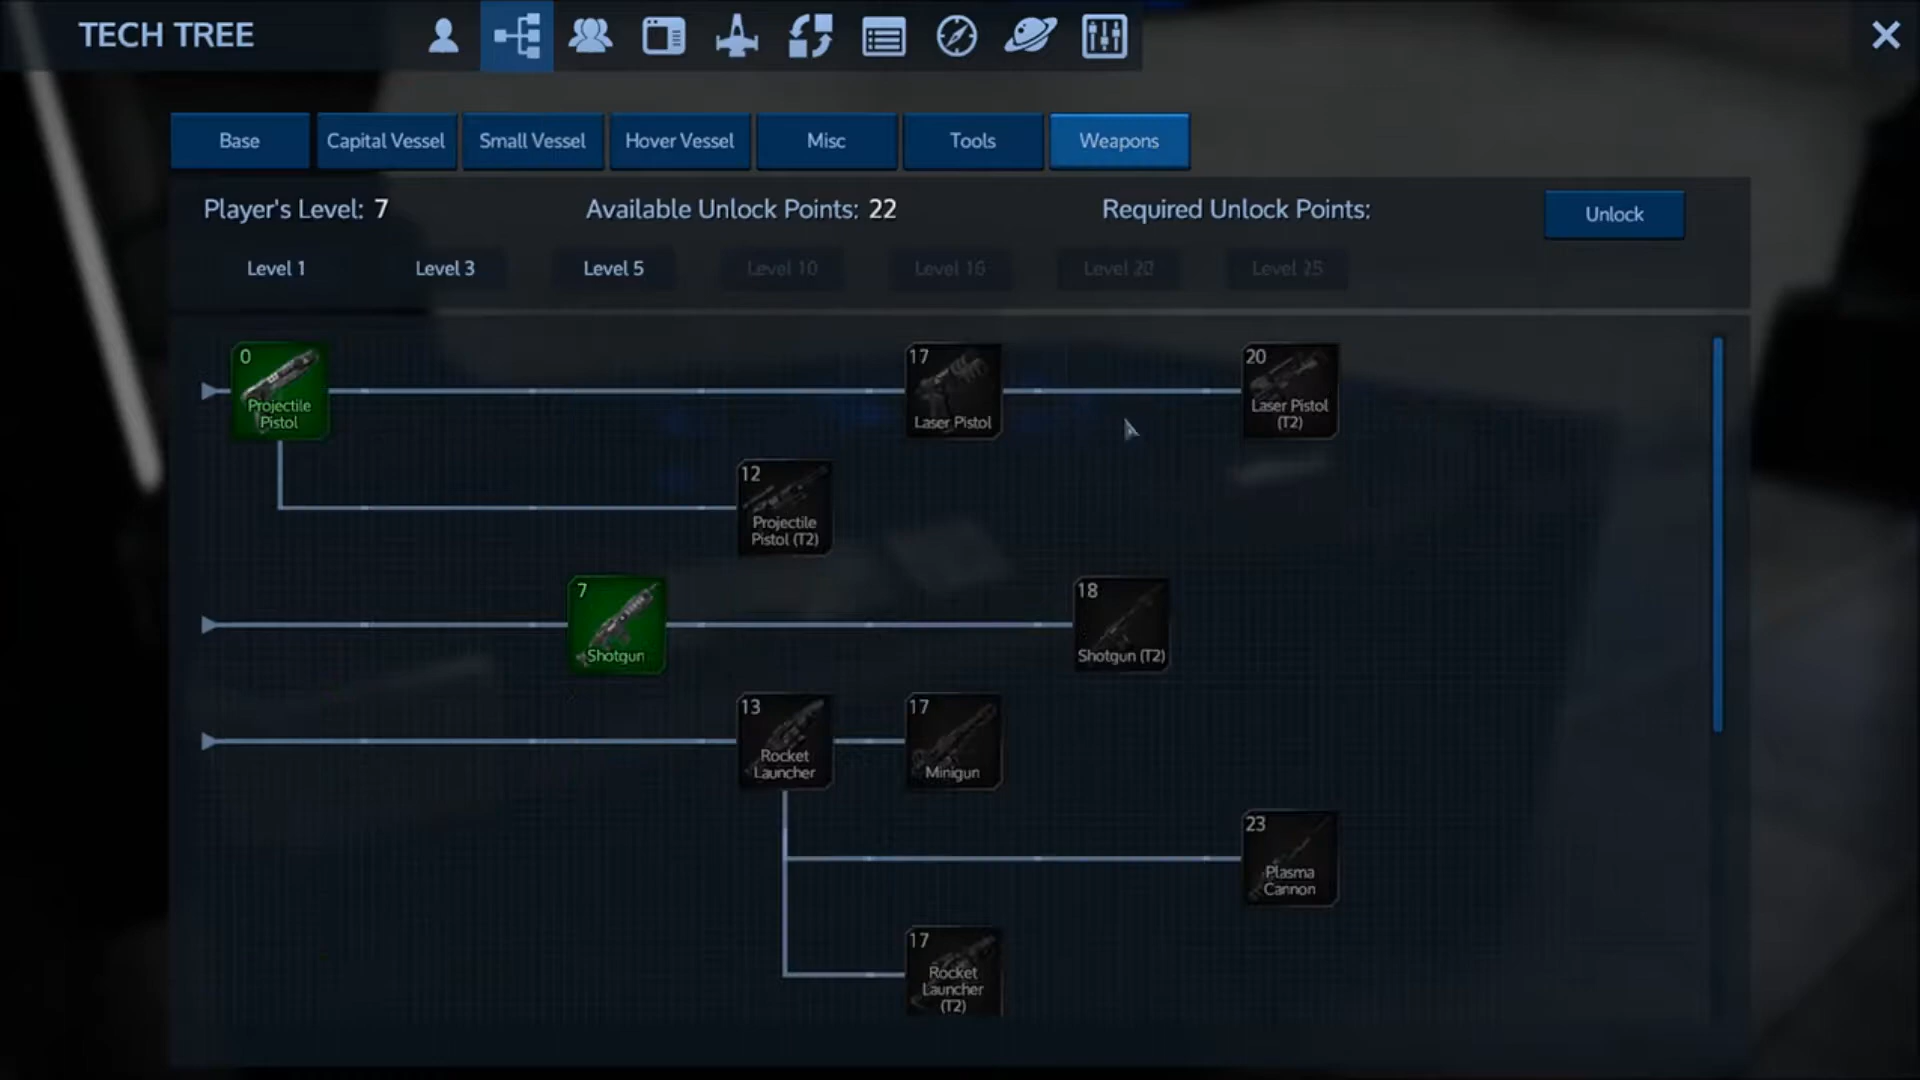 TECH TREE
Base
Capital Vessel
Small Vessel
Hover Vessel
Misc
Tools
Weapons
Player's Level: 7
Available Unlock Points: 22
Required Unlock Points:
Unlock
Level 1
Level 3
Level 5
Level 10
Level 16
Level 20
Level 25
0
Projectile
Pistol
17
Laser Pistol
20
Laser Pistol
(T2)
12
Projectile
Pistol (T2)
7
Shotgun
18
Shotgun (T2)
13
Rocket
Launcher
17
Minigun
23
Plasma
Cannon
17
Rocket
Launcher
(T2)